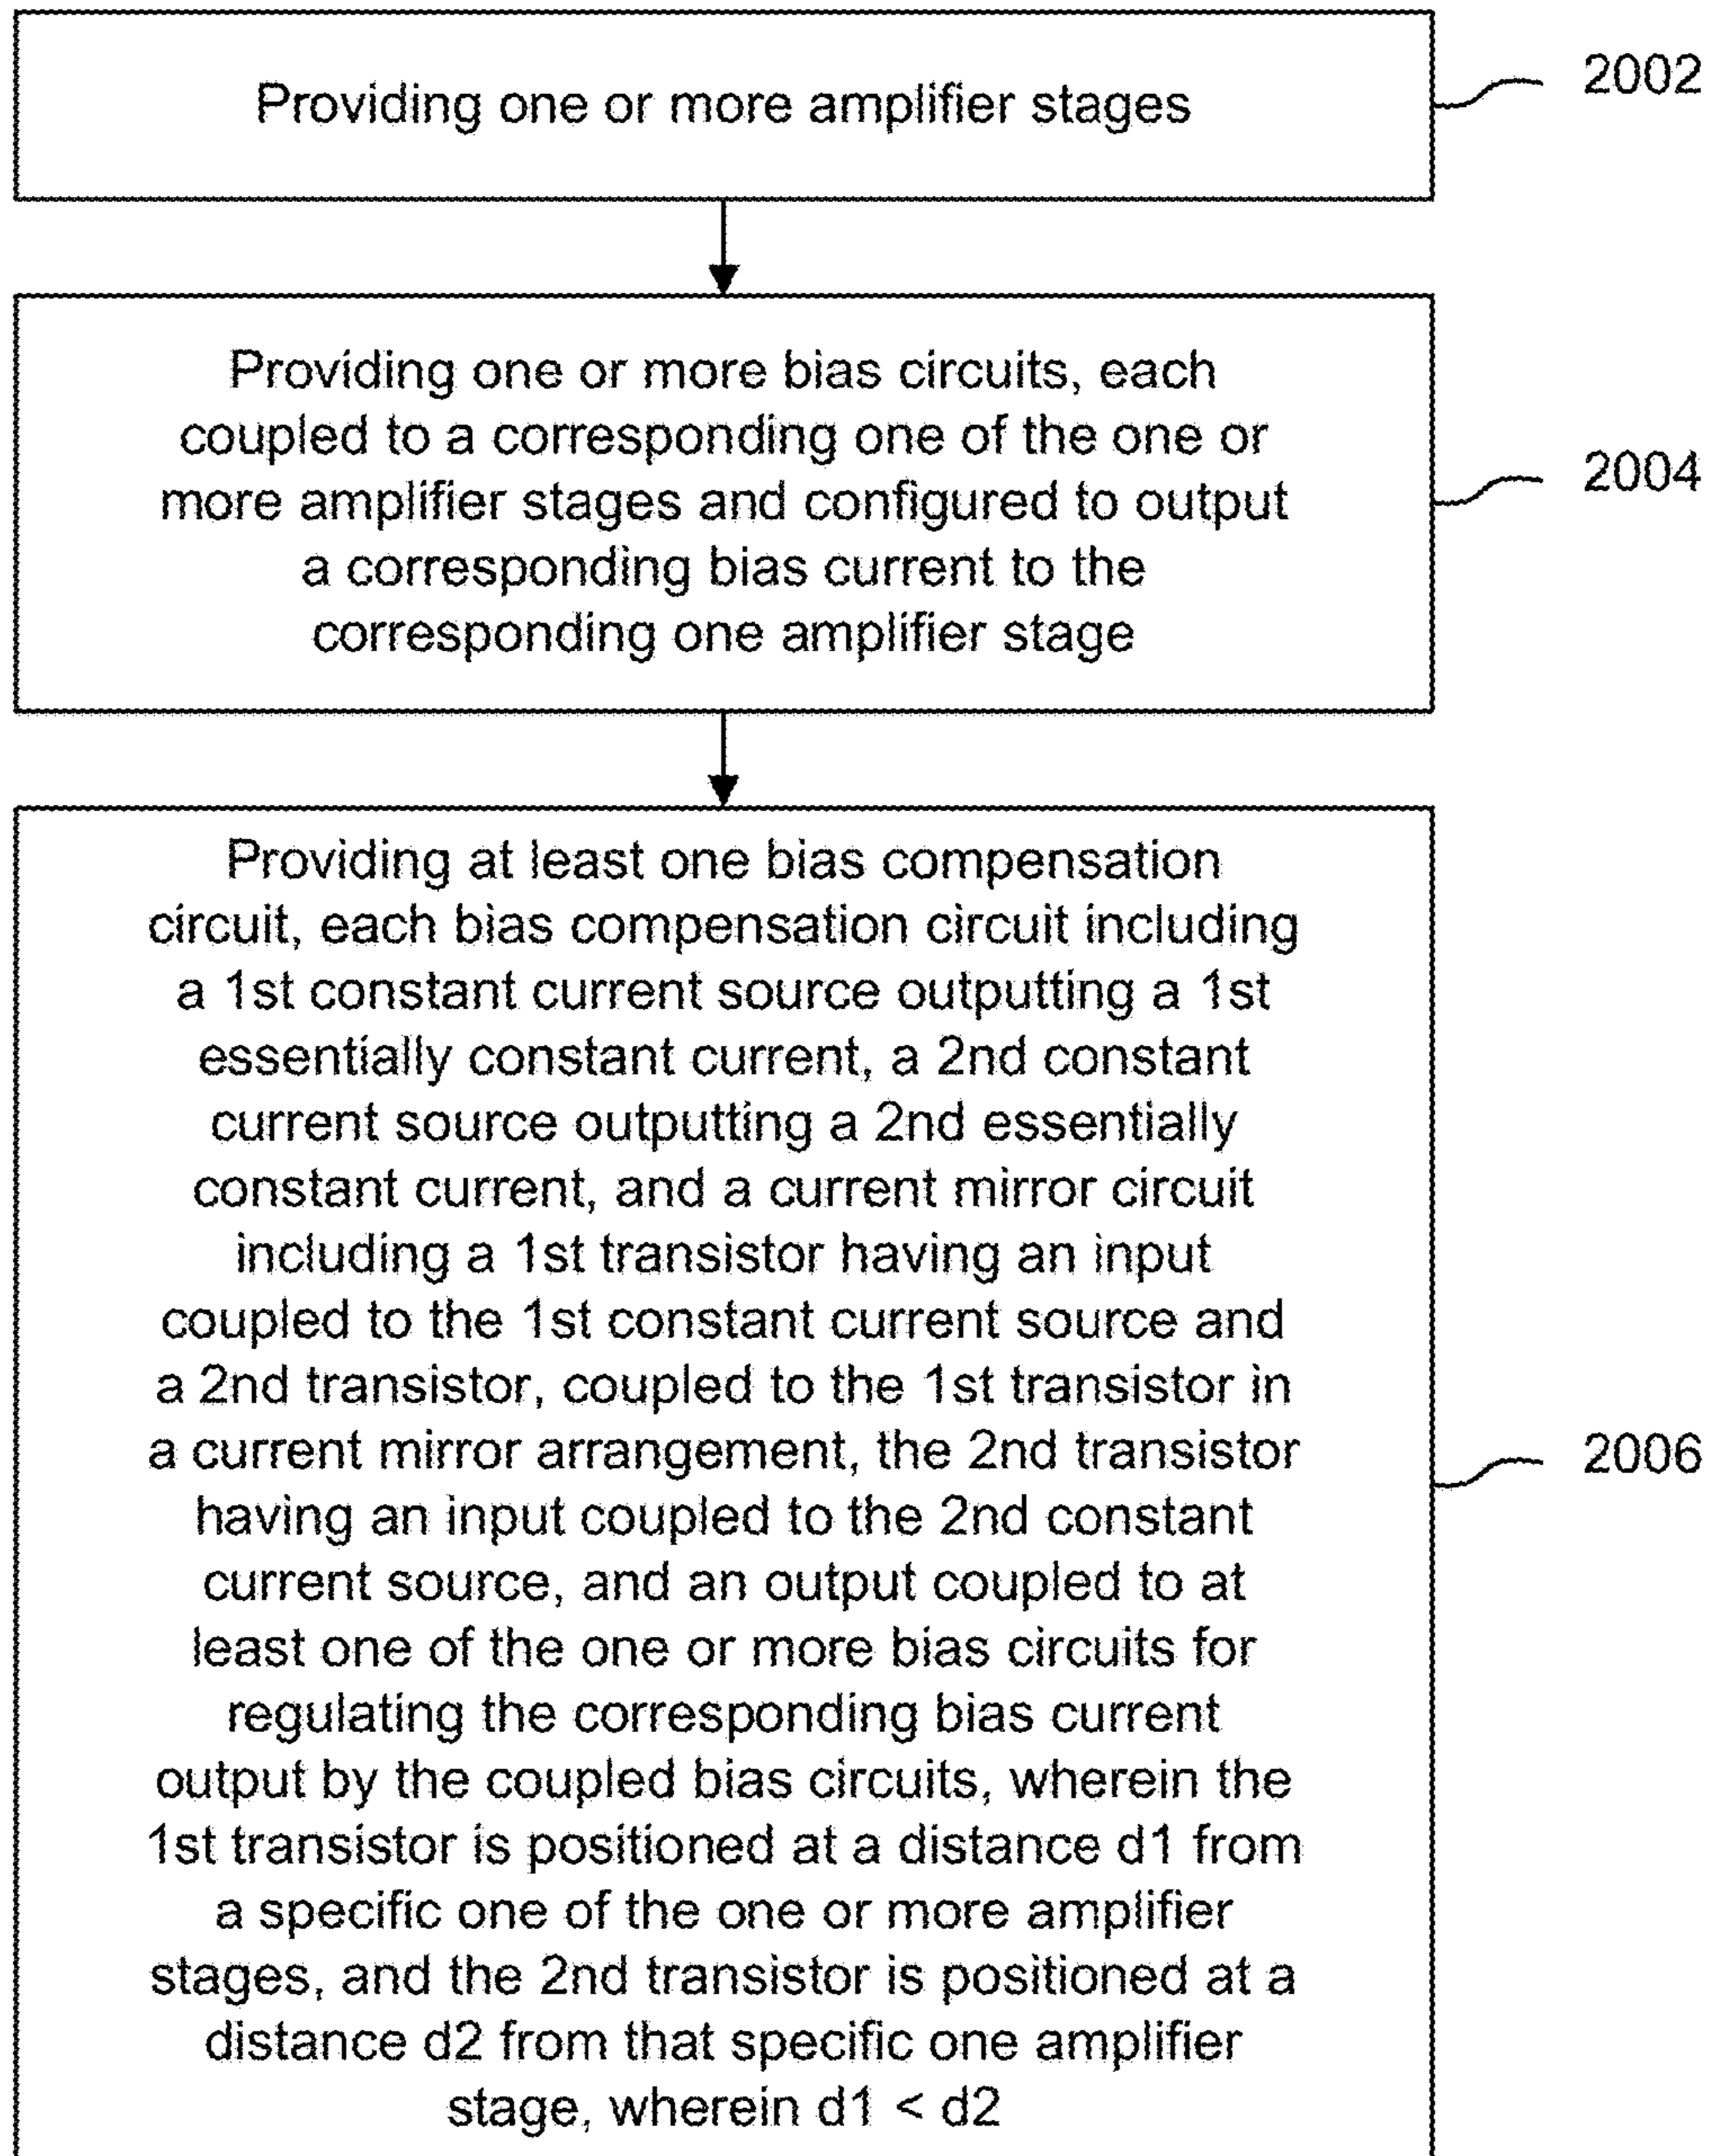 Providing one or more amplifier stages
2002
Providing one or more bias circuits, each
coupled to a corresponding one of the one or
more amplifier stages and configured to output
a corresponding bias current to the
corresponding one amplifier stage
2004
Providing at least one bias compensation
circuit, each bias compensation circuit including
a 1st constant current source outputting a 1st
essentially constant current, a 2nd constant
current source outputting a 2nd essentially
constant current, and a current mirror circuit
including a 1st transistor having an input
coupled to the 1st constant current source and
a 2nd transistor, coupled to the 1st transistor in
a current mirror arrangement, the 2nd transistor
having an input coupled to the 2nd constant
current source, and an output coupled to at
least one of the one or more bias circuits for
regulating the corresponding bias current
output by the coupled bias circuits, wherein the
1st transistor is positioned at a distance d1 from
a specific one of the one or more amplifier
stages, and the 2nd transistor is positioned at a
distance d2 from that specific one amplifier
stage, wherein d1 < d2
2006